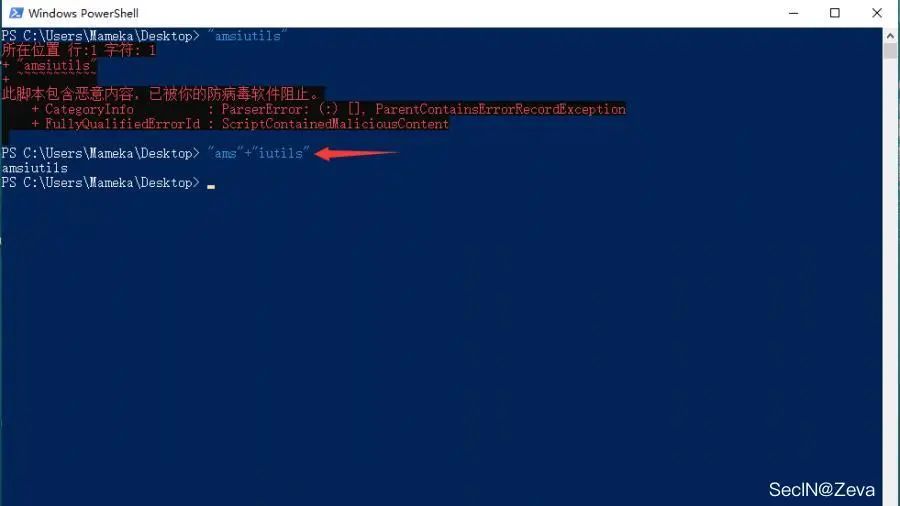 Windows PowerShell
PS C:\Users\Mameka\Desktop> "amsiutils"
所在位置 行:1 字符: 1
+ "amsiutils"
+ ~~~~~~~~~~~
此脚本包含恶意内容，已被你的防病毒软件阻止。
    + CategoryInfo          : ParserError: (:) [], ParentContainsErrorRecordException
    + FullyQualifiedErrorId : ScriptContainedMaliciousContent
PS C:\Users\Mameka\Desktop> "ams"+"iutils"
amsiutils
PS C:\Users\Mameka\Desktop>
SecIN@Zeva